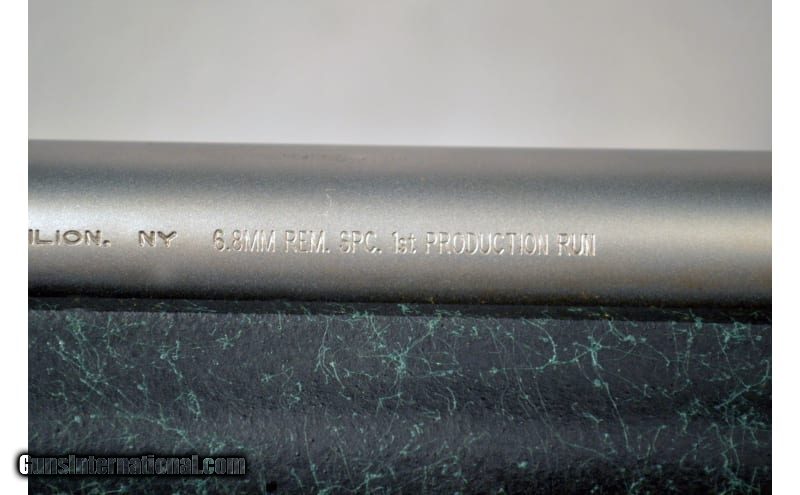 ILION, NY 6.8MM REM. SPC. 1st PRODUCTION RUN
GunsInternational.com